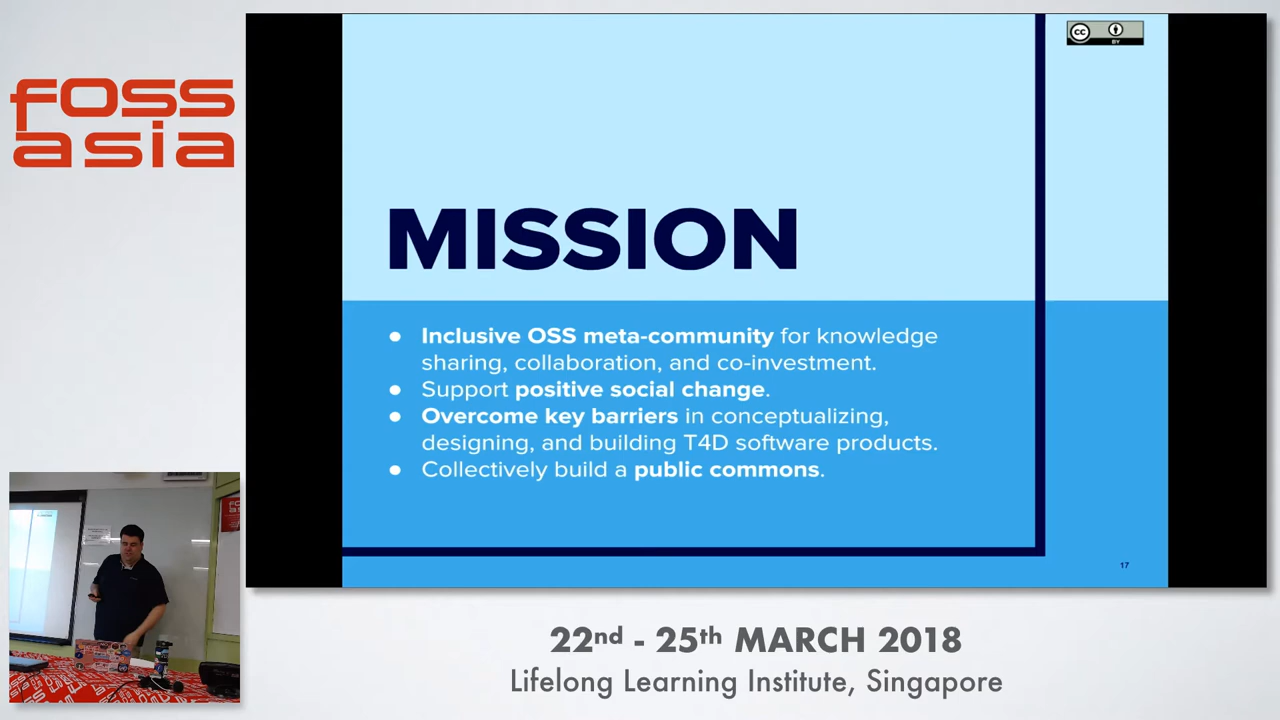 foss
asia
cc
BY
MISSION
● Inclusive OSS meta-community for knowledge
sharing, collaboration, and co-investment.
● Support positive social change.
● Overcome key barriers in conceptualizing,
designing, and building T4D software products.
● Collectively build a public commons.
17
22nd - 25th MARCH 2018
Lifelong Learning Institute, Singapore